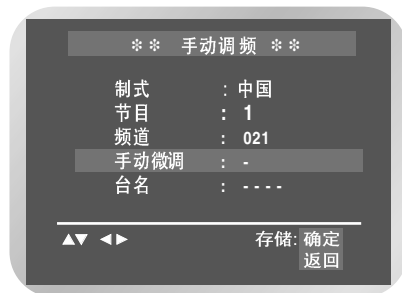 ❊❊ 手动调频 ❊❊
制式 : 中国
节目 : 1
频道 : 021
手动微调 : -
台名 : ----
▲▼ ◀▶ 存储: 确定
返回